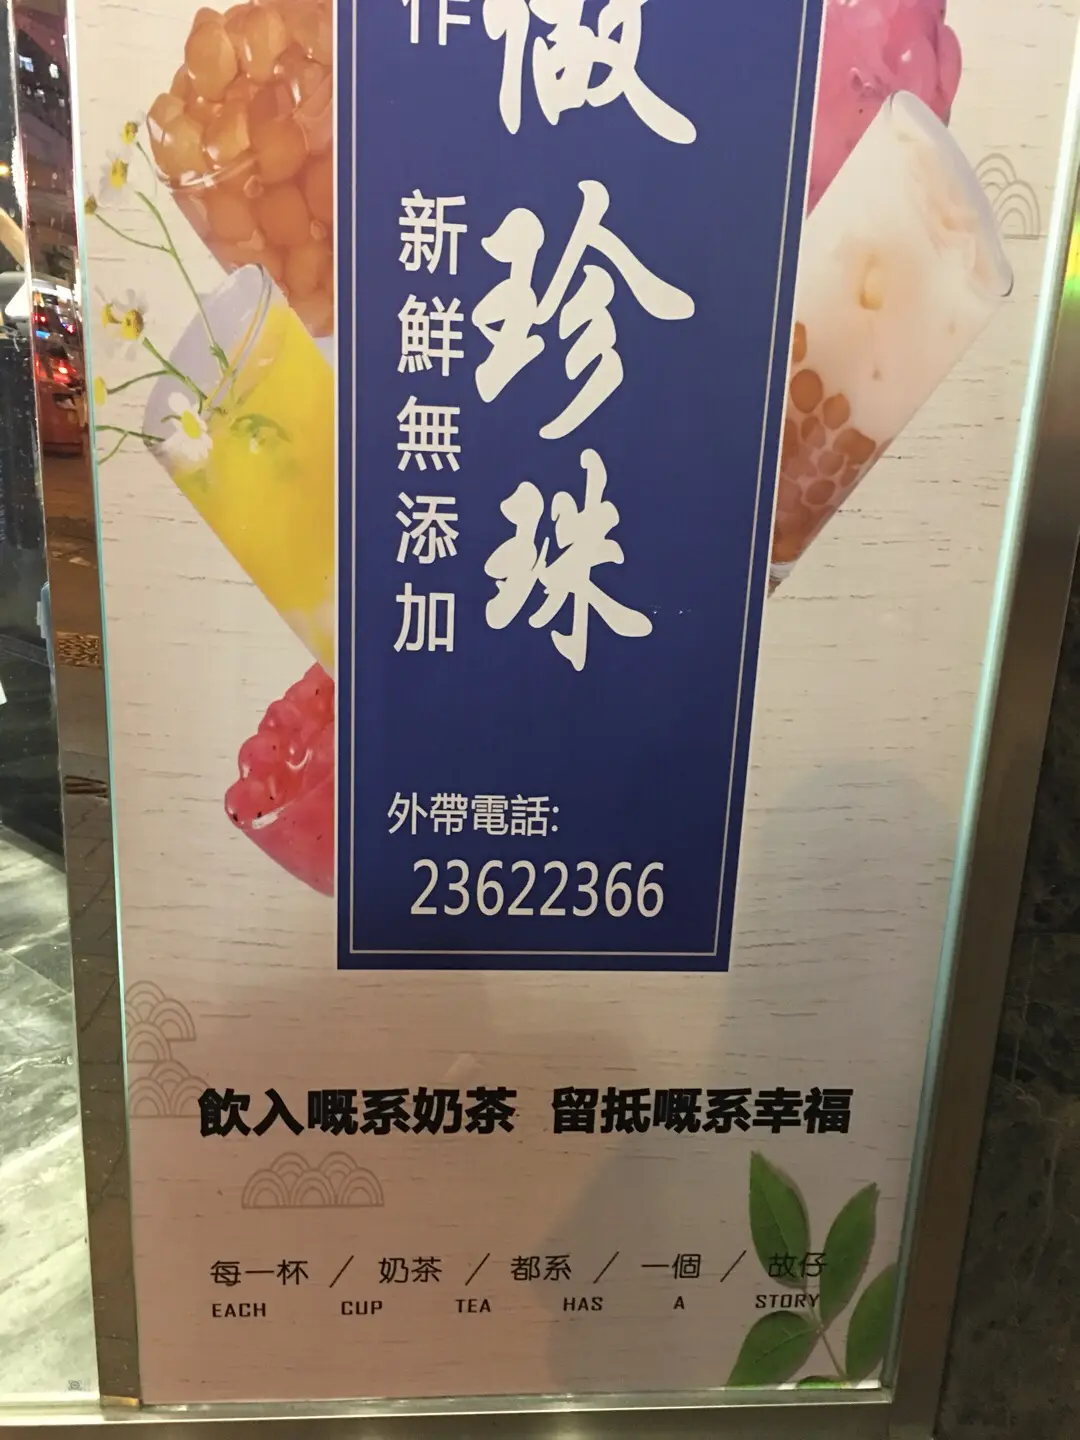 做珍珠
作
新鮮無添加
外帶電話:
23622366
飲入嘅系奶茶 留抵嘅系幸福
每一杯 / 奶茶 / 都系 / 一個 / 故仔
EACH CUP TEA HAS A STORY